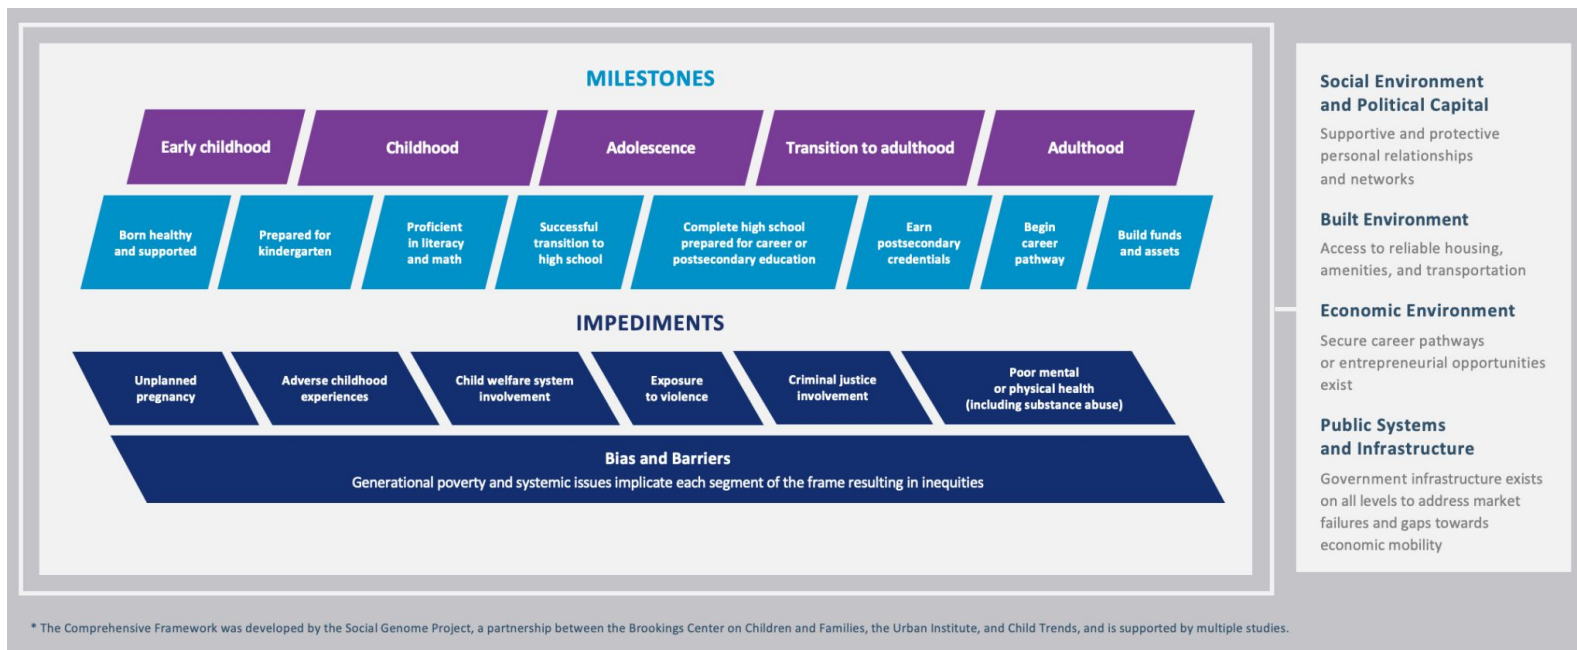 MILESTONES
Early childhood
Childhood
Adolescence
Transition to adulthood
Adulthood
Born healthy
and supported
Prepared for
kindergarten
Proficient
in literacy
and math
Successful
transition to
high school
Complete high school
prepared for career or
postsecondary education
Earn
postsecondary
credentials
Begin
career
pathway
Build funds
and assets
IMPEDIMENTS
Unplanned
pregnancy
Adverse childhood
experiences
Child welfare system
involvement
Exposure
to violence
Criminal justice
involvement
Poor mental
or physical health
(including substance abuse)
Bias and Barriers
Generational poverty and systemic issues implicate each segment of the frame resulting in inequities
Social Environment
and Political Capital
Supportive and protective
personal relationships
and networks
Built Environment
Access to reliable housing,
amenities, and transportation
Economic Environment
Secure career pathways
or entrepreneurial opportunities
exist
Public Systems
and Infrastructure
Government infrastructure exists
on all levels to address market
failures and gaps towards
economic mobility
* The Comprehensive Framework was developed by the Social Genome Project, a partnership between the Brookings Center on Children and Families, the Urban Institute, and Child Trends, and is supported by multiple studies.